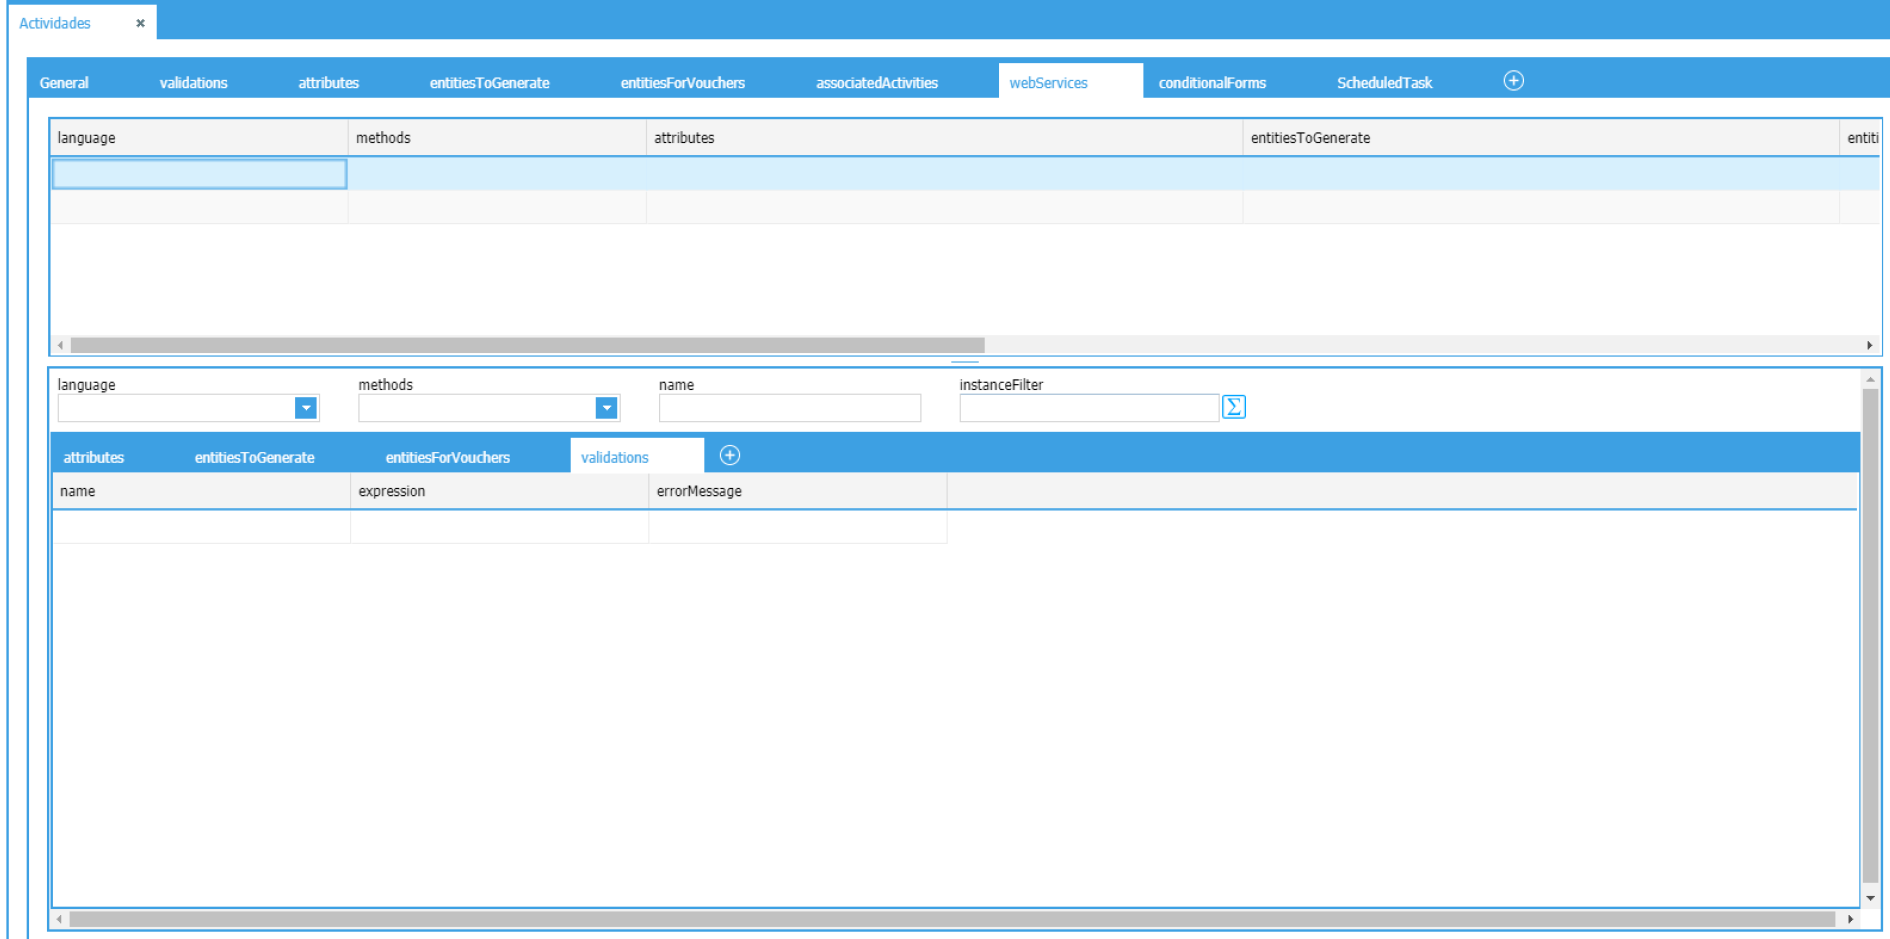 Actividades
General validations attributes entitiesToGenerate entitiesForVouchers associatedActivities webServices conditionalForms ScheduledTask
language methods attributes entitiesToGenerate entiti
language methods name instanceFilter
Σ
attributes entitiesToGenerate entitiesForVouchers validations
name expression errorMessage